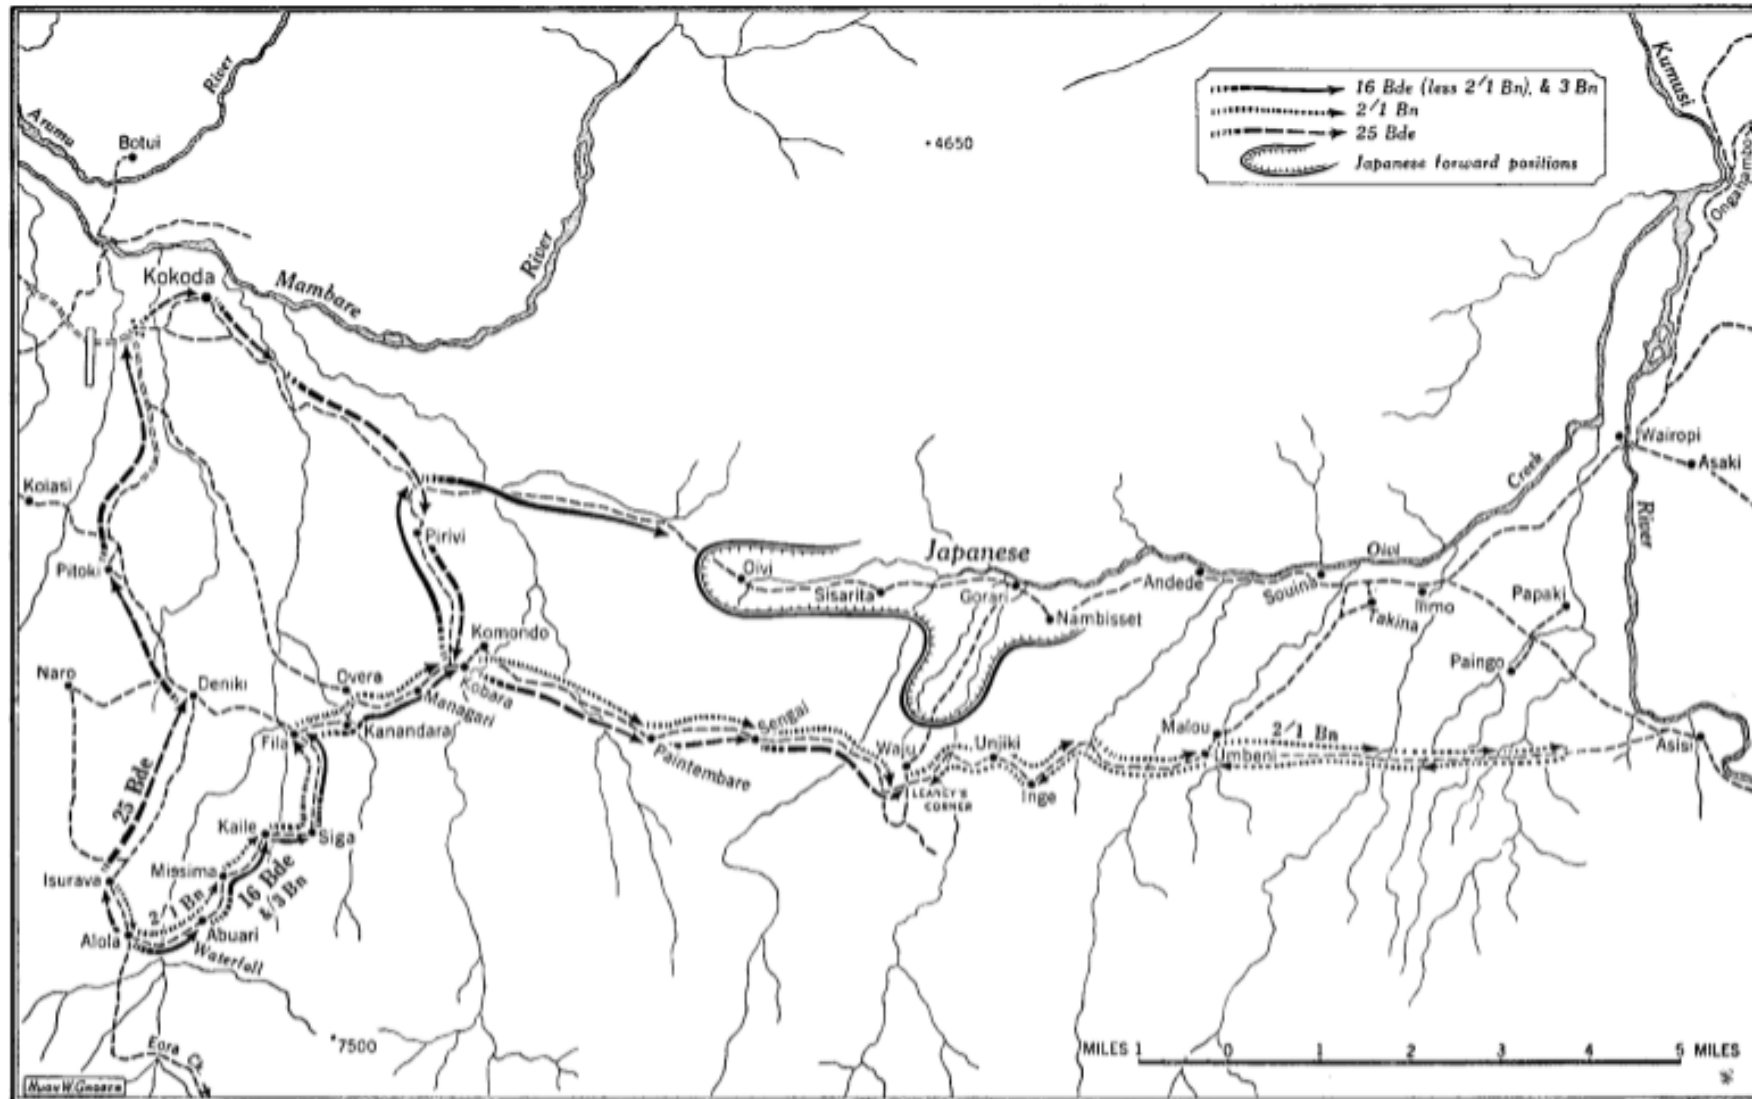 16 Bde (less 2/1 Bn), & 3 Bn
2/1 Bn
25 Bde
Japanese forward positions
River
Arumu
Botui
+4650
Kumusi
Ongahambo
Kokoda
Mambare
River
Koiasi
Pirivi
Pitoki
Wairopi
Asaki
Creek
River
Oivi
Japanese
Oivi
Sisarita
Gorari
Nambisset
Andede
Souina
Ilimo
Takina
Papaki
Paingo
Komondo
Kobara
Naro
Deniki
Overa
Managari
Kanandara
Fila
Sengai
Paintembare
Waju
Unjiki
Inge
LEANEY'S
CORNER
Malou
Umbeni
2/1 Bn
Asisi
25 Bde
Kaile
Siga
Missima
16 Bde
& 3 Bn
2/1 Bn
Isurava
Alola
Abuari
Waterfall
Eora Ck
7500
MILES 1 0 1 2 3 4 5 MILES